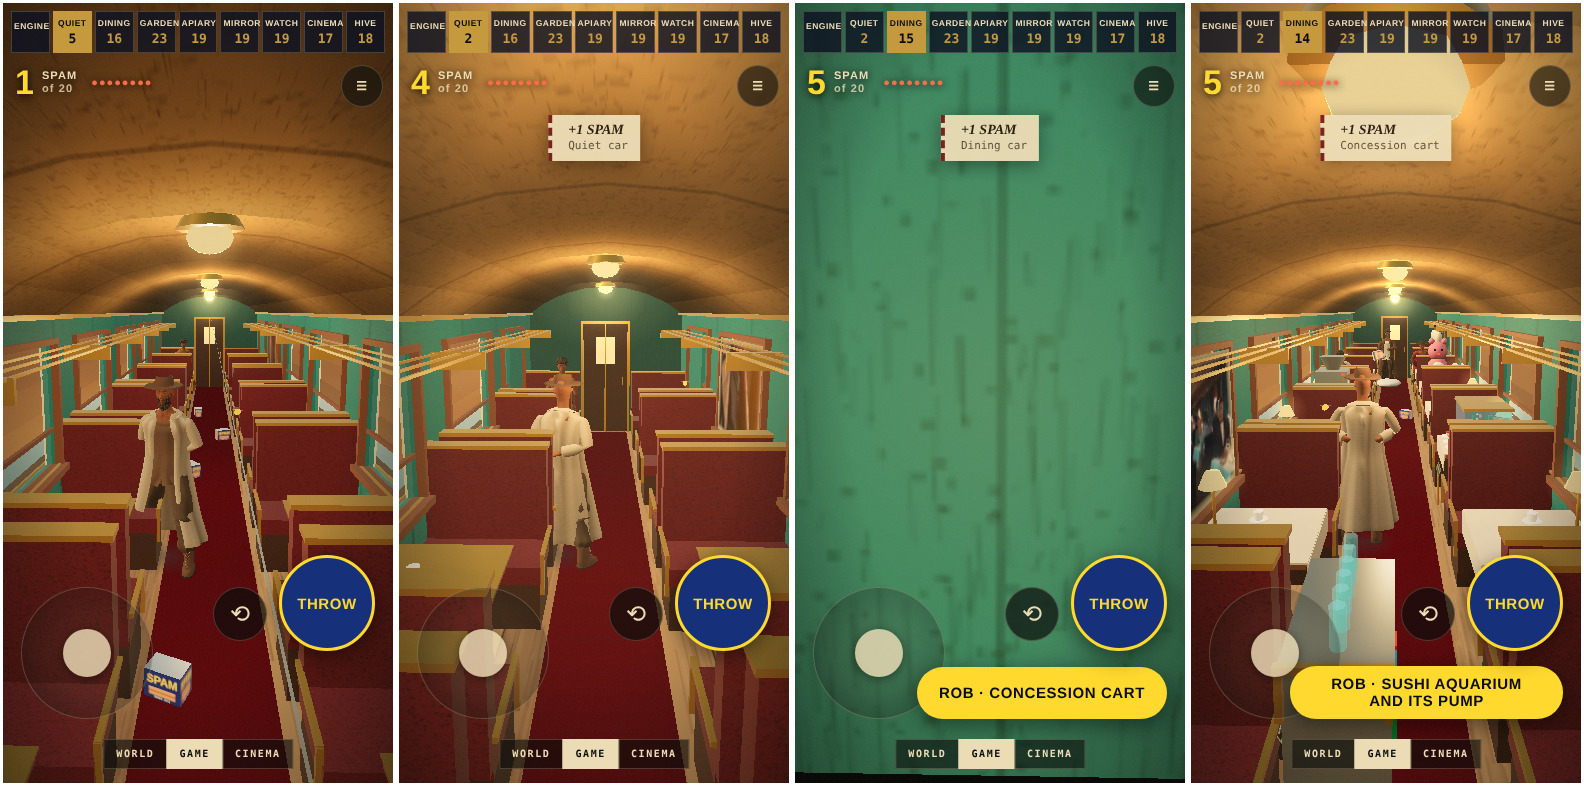 ENGINE QUIET DINING GARDEN APIARY MIRROR WATCH CINEMA HIVE
5 16 23 19 19 19 17 18
1 SPAM
of 20
≡
SPAM
THROW
⟲
WORLD GAME CINEMA
ENGINE QUIET DINING GARDEN APIARY MIRROR WATCH CINEMA HIVE
2 16 23 19 19 19 17 18
4 SPAM
of 20
≡
+1 SPAM
Quiet car
THROW
⟲
WORLD GAME CINEMA
ENGINE QUIET DINING GARDEN APIARY MIRROR WATCH CINEMA HIVE
2 15 23 19 19 19 17 18
5 SPAM
of 20
≡
+1 SPAM
Dining car
THROW
⟲
ROB · CONCESSION CART
WORLD GAME CINEMA
ENGINE QUIET DINING GARDEN APIARY MIRROR WATCH CINEMA HIVE
2 14 23 19 19 19 17 18
5 SPAM
of 20
≡
+1 SPAM
Concession cart
THROW
⟲
ROB · SUSHI AQUARIUM
AND ITS PUMP
WORLD GAME CINEMA